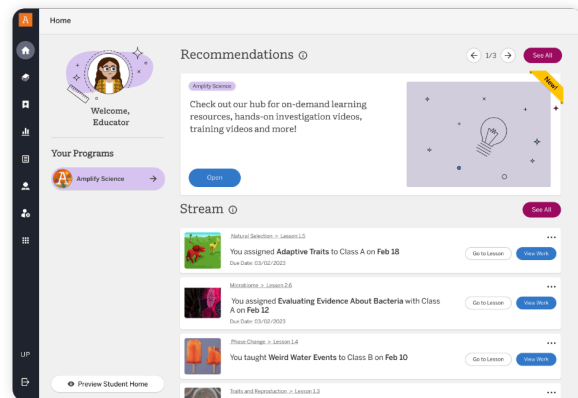 A
Home
Welcome,
Educator
Your Programs
A
Amplify Science
UP
Preview Student Home
Recommendations
1/3
See All
New!
Amplify Science
Check out our hub for on-demand learning
resources, hands-on investigation videos,
training videos and more!
Open
Stream
See All
Natural Selection > Lesson 1.5
You assigned Adaptive Traits to Class A on Feb 18
Due Date: 03/02/2023
Go to Lesson
View Work
Microbiome > Lesson 2.6
You assigned Evaluating Evidence About Bacteria with Class
A on Feb 12
Due Date: 03/02/2023
Go to Lesson
View Work
Phase Change > Lesson 1.4
You taught Weird Water Events to Class B on Feb 10
Go to Lesson
View Work
Traits and Reproduction > Lesson 1.3